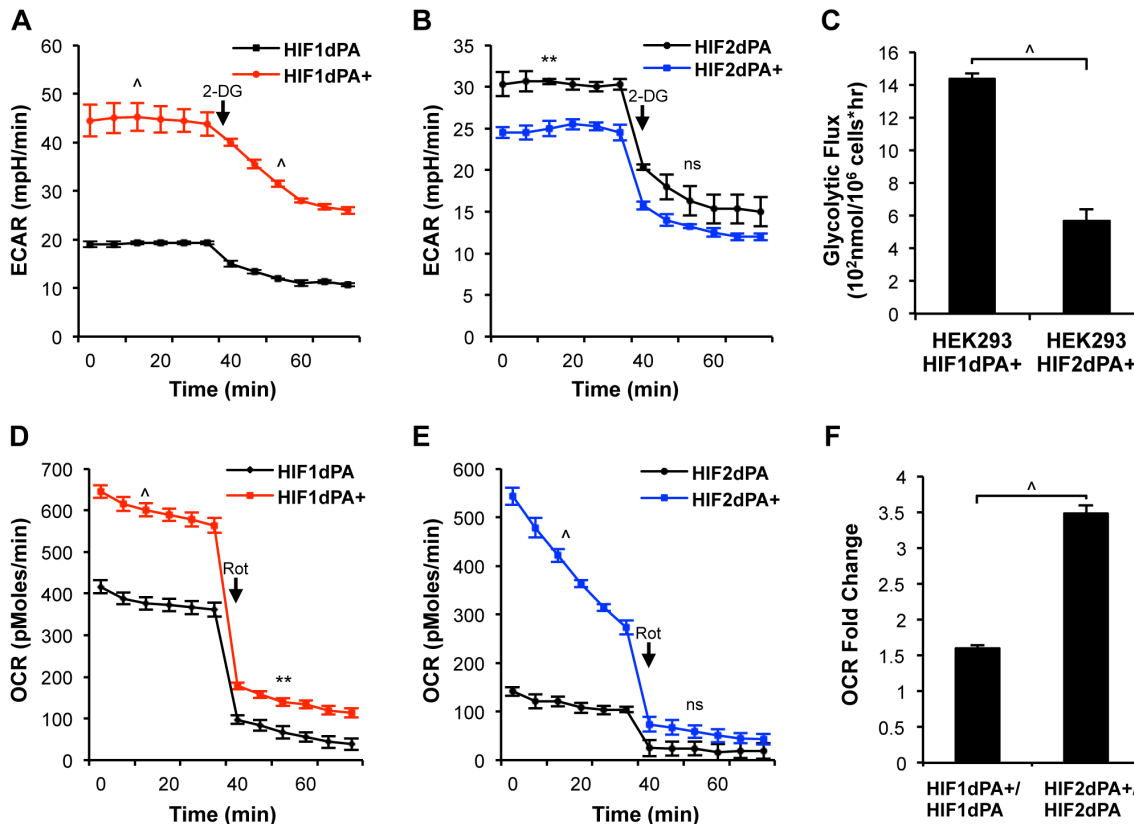 A
HIF1dPA
HIF1dPA+
ECAR (mpH/min)
60
50
40
30
20
10
0
^
2-DG
^
0
20
40
60
Time (min)
B
HIF2dPA
HIF2dPA+
ECAR (mpH/min)
35
30
25
20
15
10
5
0
**
2-DG
ns
0
20
40
60
Time (min)
C
Glycolytic Flux
(10²nmol/10⁶ cells*hr)
16
14
12
10
8
6
4
2
0
^
HEK293
HIF1dPA+
HEK293
HIF2dPA+
D
HIF1dPA
HIF1dPA+
OCR (pMoles/min)
700
600
500
400
300
200
100
0
^
Rot
**
0
20
40
60
Time (min)
E
HIF2dPA
HIF2dPA+
OCR (pMoles/min)
600
500
400
300
200
100
0
^
Rot
ns
0
20
40
60
Time (min)
F
OCR Fold Change
4
3.5
3
2.5
2
1.5
1
0.5
0
^
HIF1dPA+/
HIF1dPA
HIF2dPA+/
HIF2dPA